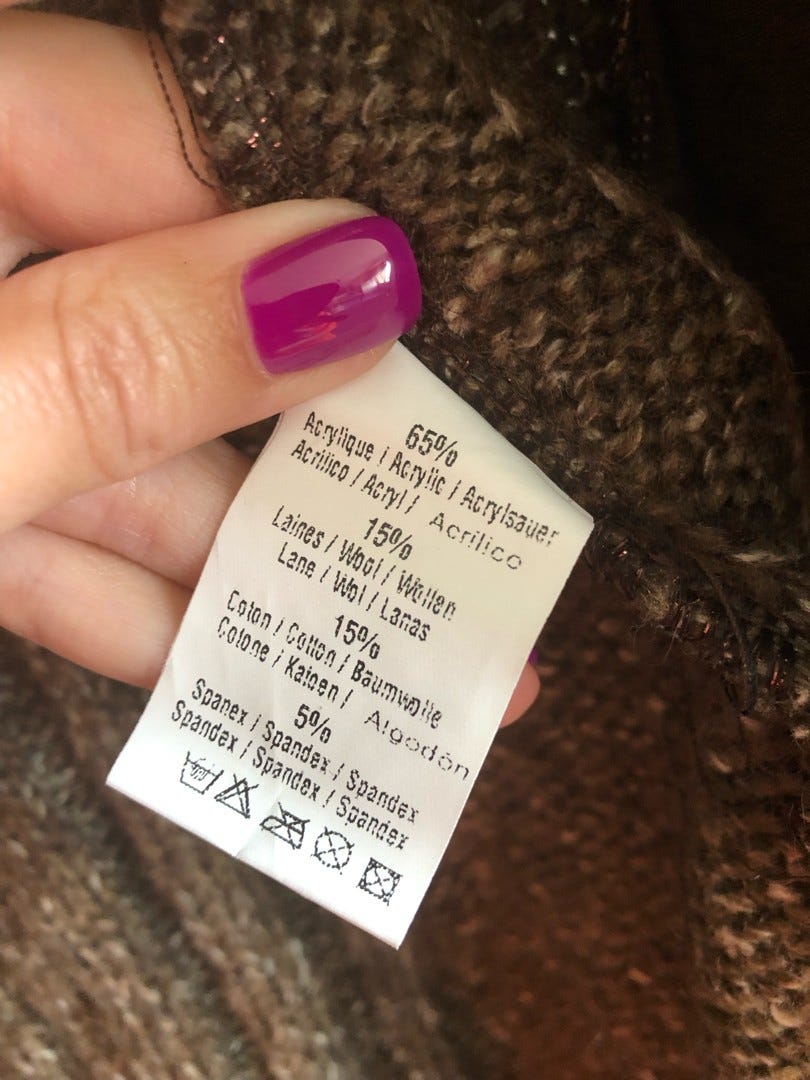 65%
Acrylique / Acrylic / Acrylsauer
Acrilico / Acryl / Acrílico
15%
Laines / Wool / Wollen
Lane / Wol / Lanas
15%
Coton / Cotton / Baumwolle
Cotone / Katoen / Algodón
5%
Spanex / Spandex / Spandex
Spandex / Spandex / Spandex